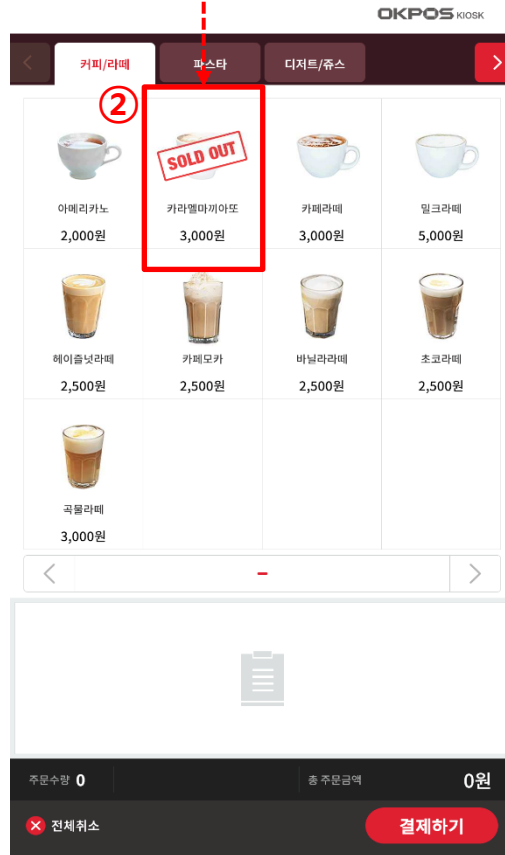 OKPOS KIOSK
커피/라떼 파스타 디저트/쥬스
②
SOLD OUT
아메리카노 카라멜마끼아또 카페라떼 밀크라떼
2,000원 3,000원 3,000원 5,000원
헤이즐넛라떼 카페모카 바닐라라떼 초코라떼
2,500원 2,500원 2,500원 2,500원
곡물라떼
3,000원
주문수량 0 총 주문금액 0원
전체취소 결제하기